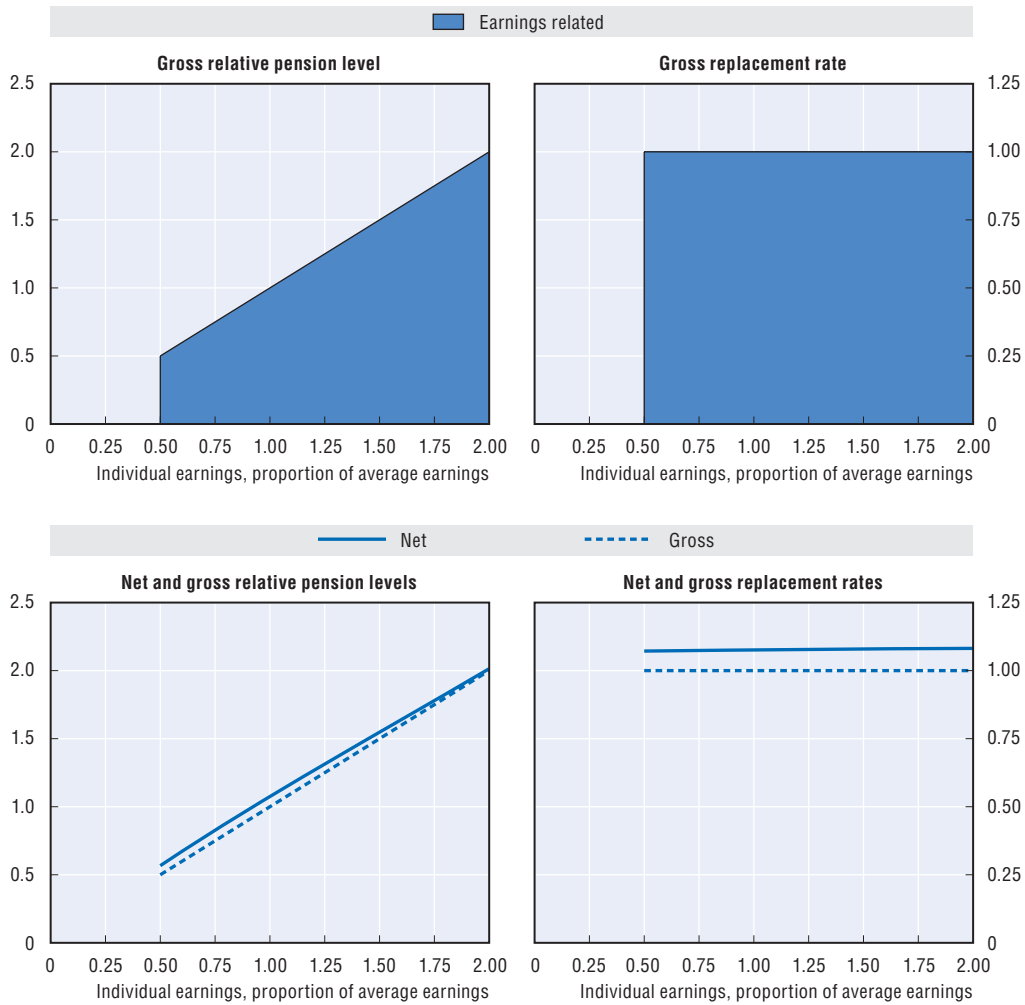 Earnings related
Gross relative pension level
Gross replacement rate
2.5
2.0
1.5
1.0
0.5
0
1.25
1.00
0.75
0.50
0.25
0
0 0.25 0.50 0.75 1.00 1.25 1.50 1.75 2.00
0 0.25 0.50 0.75 1.00 1.25 1.50 1.75 2.00
Individual earnings, proportion of average earnings
Individual earnings, proportion of average earnings
Net Gross
Net and gross relative pension levels
Net and gross replacement rates
2.5
2.0
1.5
1.0
0.5
0
1.25
1.00
0.75
0.50
0.25
0
0 0.25 0.50 0.75 1.00 1.25 1.50 1.75 2.00
0 0.25 0.50 0.75 1.00 1.25 1.50 1.75 2.00
Individual earnings, proportion of average earnings
Individual earnings, proportion of average earnings